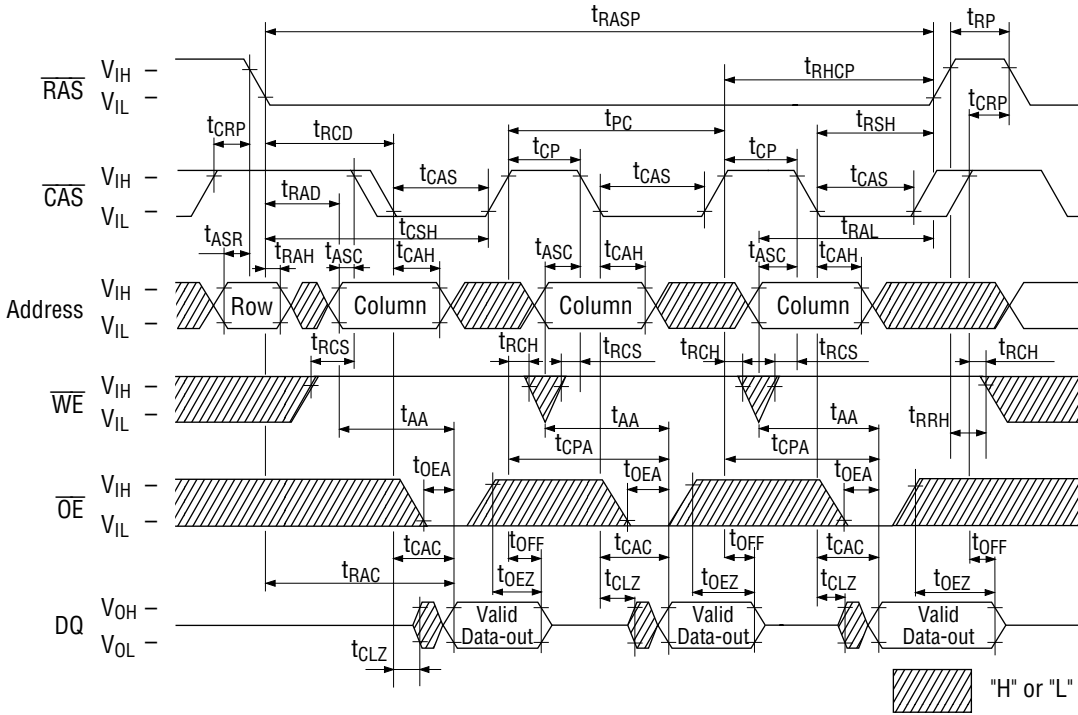 tRASP
tRP
RAS
VIH
VIL
tRHCP
tCRP
tRCD
tPC
tRSH
tCRP
CAS
VIH
VIL
tCP
tCP
tCAS
tCAS
tCAS
tRAD
tCSH
tRAL
tASR
tRAH
tASC
tCAH
tASC
tCAH
tASC
tCAH
Address
VIH
VIL
Row
Column
Column
Column
tRCS
tRCH
tRCS
tRCH
tRCS
tRCH
WE
VIH
VIL
tAA
tAA
tAA
tRRH
tCPA
tCPA
OE
VIH
VIL
tOEA
tOEA
tOEA
tCAC
tOFF
tCAC
tOFF
tCAC
tOFF
tRAC
tOEZ
tCLZ
tOEZ
tCLZ
tOEZ
DQ
VOH
VOL
Valid
Data-out
Valid
Data-out
Valid
Data-out
tCLZ
"H" or "L"